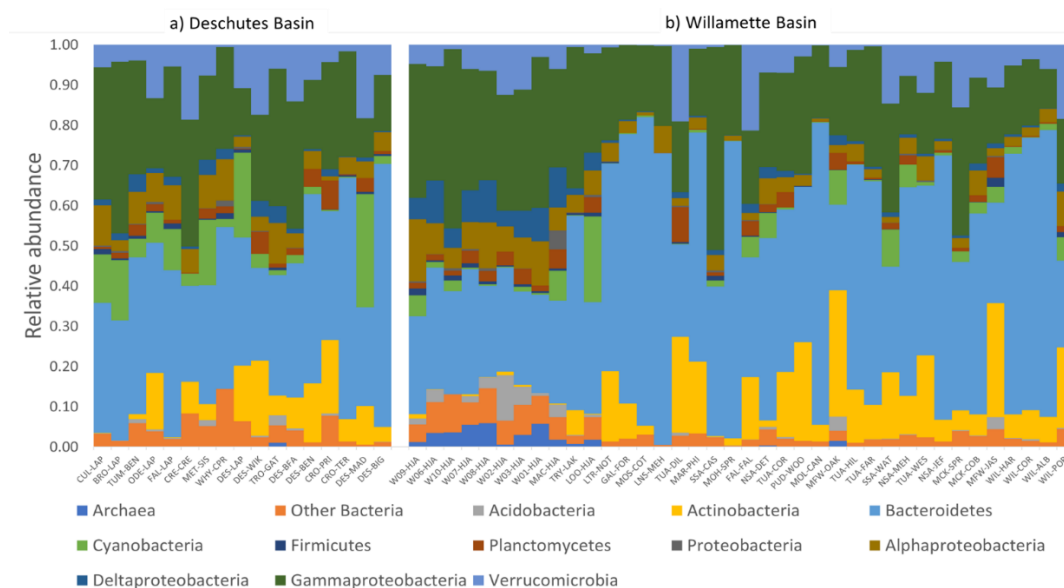 a) Deschutes Basin
b) Willamette Basin
Relative abundance
1.00
0.90
0.80
0.70
0.60
0.50
0.40
0.30
0.20
0.10
0.00
CUL-LAP
BRO-LAP
TUM-BEN
ODE-LAP
FAL-LAP
CRE-CRE
MET-SIS
WHY-CPR
DES-LAP
DES-WIK
TRO-GAT
DES-BFA
DES-BEN
CRO-PRI
CRO-TER
DES-MAD
DES-BIG
W09-HJA
W06-HJA
W10-HJA
W07-HJA
W08-HJA
W02-HJA
W03-HJA
W01-HJA
MAC-HJA
TRY-LAK
LOO-HJA
LTR-NOT
GAL-FOR
MOS-COT
LNS-MEH
TUA-DIL
MAR-PHI
SSA-CAS
MOH-SPR
FAL-FAL
NSA-DET
TUA-COR
PUD-WOO
MOL-CAN
MFW-OAK
TUA-HIL
TUA-FAR
SSA-WAT
NSA-MEH
TUA-WES
NSA-JEF
MCK-SPR
MCK-COB
MFW-JAS
WIL-HAR
WIL-COR
WIL-ALB
WIL-POR
Archaea Other Bacteria Acidobacteria Actinobacteria Bacteroidetes
Cyanobacteria Firmicutes Planctomycetes Proteobacteria Alphaproteobacteria
Deltaproteobacteria Gammaproteobacteria Verrucomicrobia